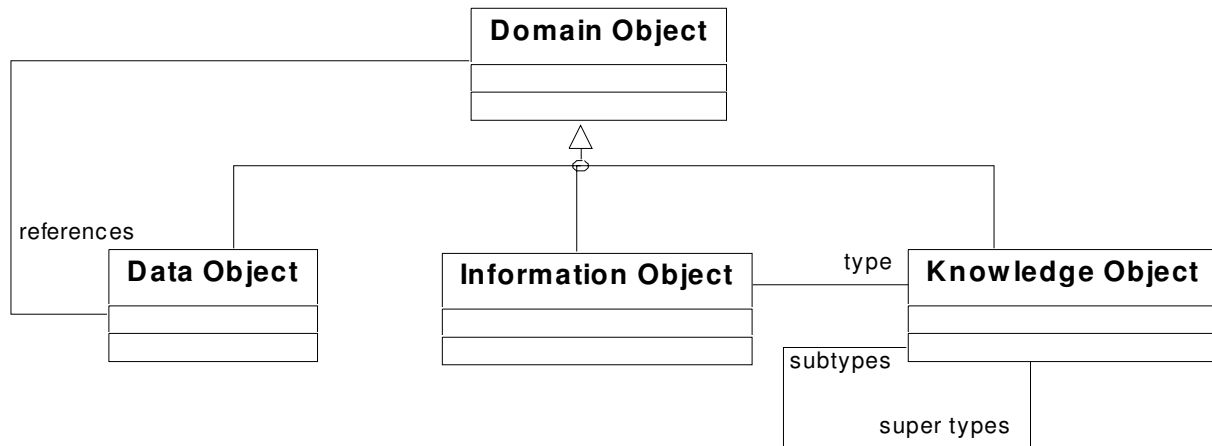 Domain Object
references
Data Object
Information Object
type
Knowledge Object
subtypes
super types